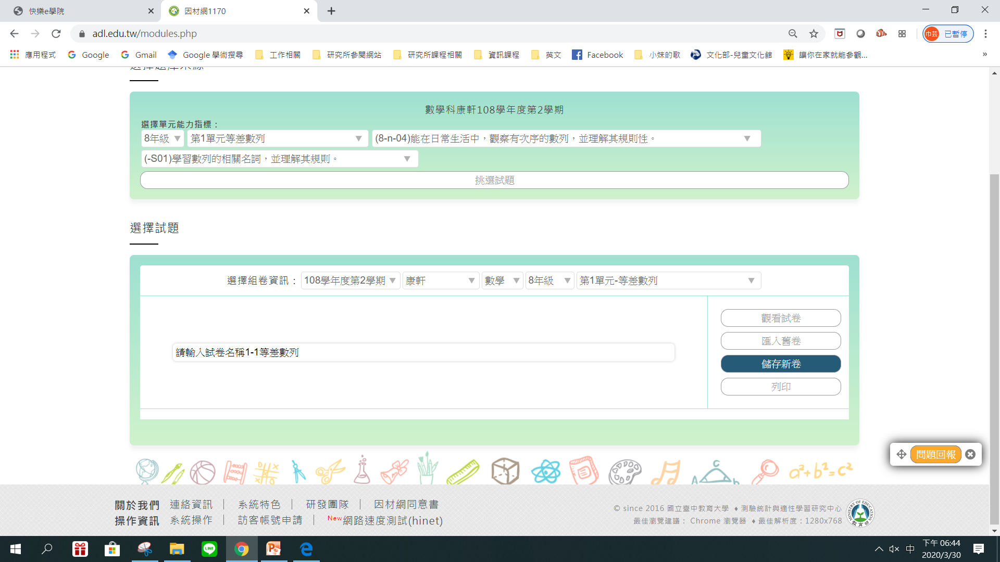 快樂e學院
因材網1170
adl.edu.tw/modules.php
已暫停
應用程式
Google
Gmail
Google 學術搜尋
工作相關
研究所參閱網站
研究所課程相關
資訊課程
英文
Facebook
小妹的歌
文化部-兒童文化館
讓你在家就能參觀...
»
選擇題庫來源
數學科康軒108學年度第2學期
選擇單元能力指標：
8年級
第1單元等差數列
(8-n-04)能在日常生活中，觀察有次序的數列，並理解其規則性。
(-S01)學習數列的相關名詞，並理解其規則。
挑選試題
選擇試題
選擇組卷資訊：
108學年度第2學期
康軒
數學
8年級
第1單元-等差數列
請輸入試卷名稱1-1等差數列
觀看試卷
匯入舊卷
儲存新卷
列印
問題回報
a²+b²=c²
關於我們 連絡資訊 | 系統特色 | 研發團隊 | 因材網同意書
操作資訊 系統操作 | 訪客帳號申請 | New網路速度測試(hinet)
© since 2016 國立臺中教育大學 ♦ 測驗統計與適性學習研究中心
最佳瀏覽建議： Chrome 瀏覽器 ♦ 最佳解析度：1280x768
MINISTRY OF EDUCATION
教育部
LINE
中
下午 06:44
2020/3/30